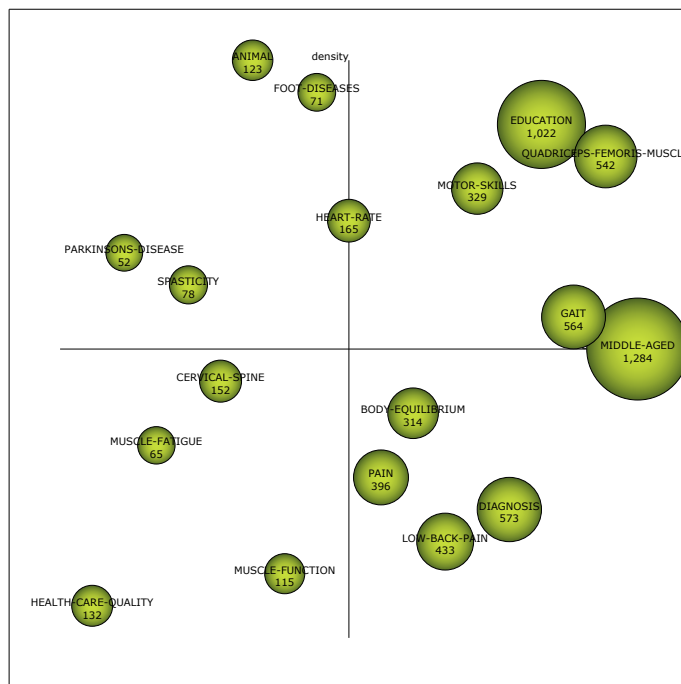 ANIMAL
123
density
FOOT-DISEASES
71
EDUCATION
1,022
QUADRICEPS-FEMORIS-MUSCL
542
MOTOR-SKILLS
329
HEART-RATE
165
PARKINSONS-DISEASE
52
SPASTICITY
78
GAIT
564
MIDDLE-AGED
1,284
CERVICAL-SPINE
152
BODY-EQUILIBRIUM
314
MUSCLE-FATIGUE
65
PAIN
396
DIAGNOSIS
573
LOW-BACK-PAIN
433
MUSCLE-FUNCTION
115
HEALTH-CARE-QUALITY
132